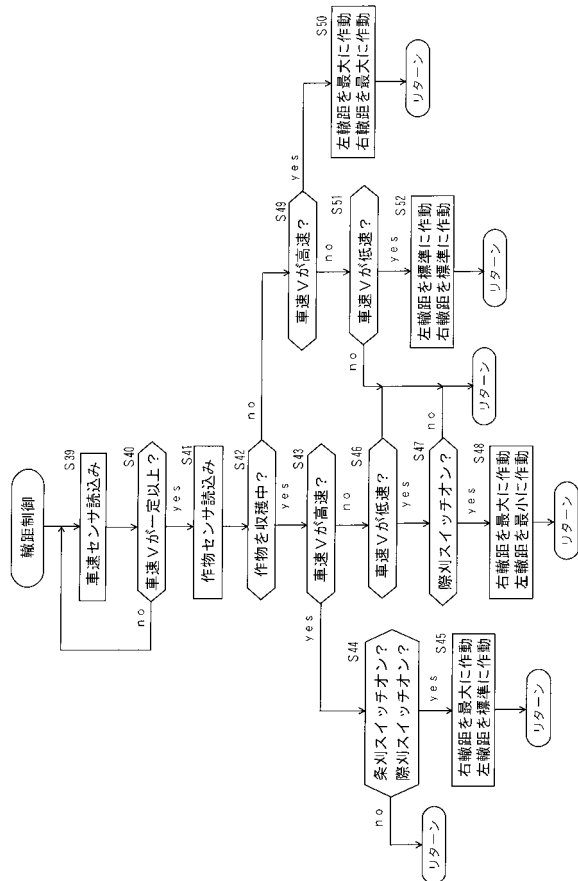 轍距制御
S39
車速センサ読込み
S40
車速Vが一定以上?
no
yes
S41
作物センサ読込み
S42
作物を収穫中?
no
yes
S43
車速Vが高速?
yes
no
S44
条刈スイッチオン?
際刈スイッチオン?
no
リターン
yes
S45
右轍距を最大に作動
左轍距を標準に作動
リターン
S46
車速Vが低速?
yes
S47
際刈スイッチオン?
no
yes
S48
右轍距を最大に作動
左轍距を最小に作動
リターン
S49
車速Vが高速?
yes
no
S50
左轍距を最大に作動
右轍距を最大に作動
リターン
S51
車速Vが低速?
no
yes
S52
左轍距を標準に作動
右轍距を標準に作動
リターン
リターン